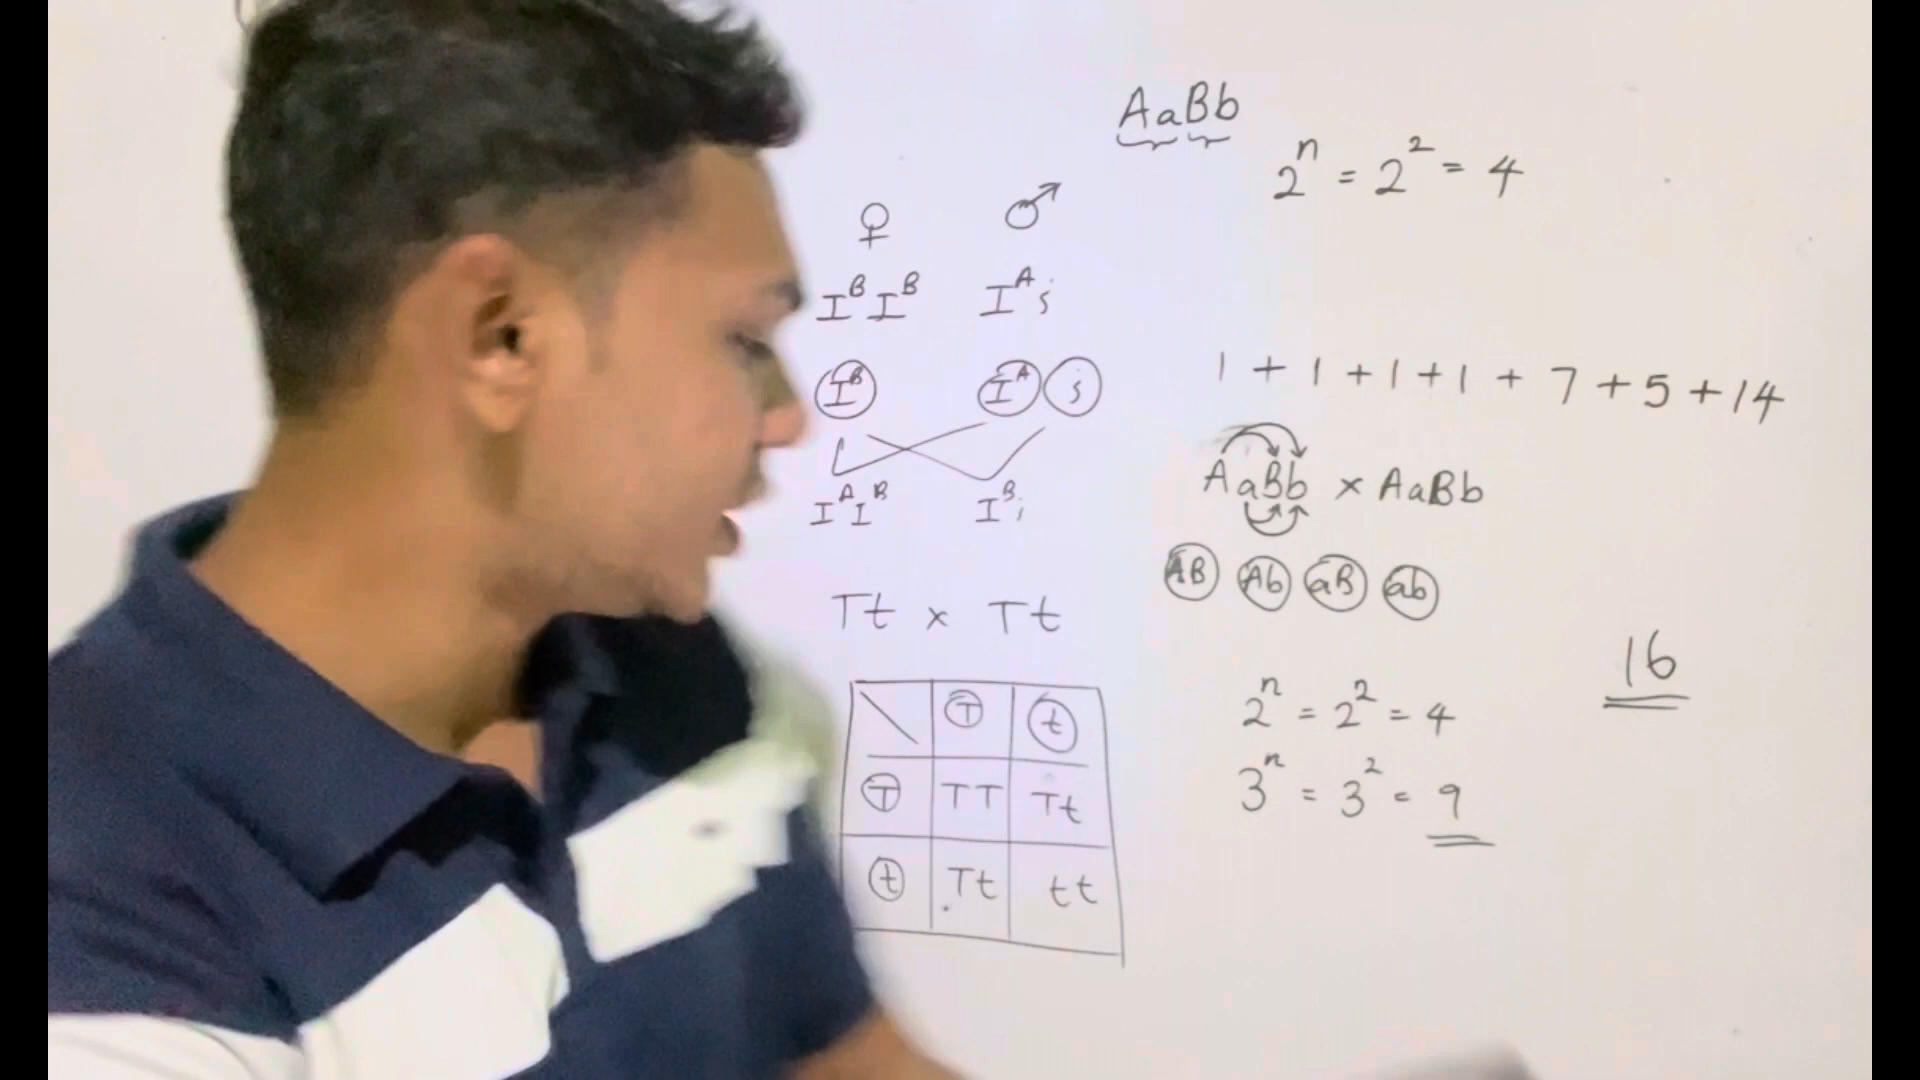 AaBb
2ⁿ = 2² = 4
♀ ♂
IᴮIᴮ Iᴬi
Iᴮ Iᴬ i
IᴬIᴮ Iᴮi
Tt x Tt
T t
T TT Tt
t Tt tt
1 + 1 + 1 + 1 + 7 + 5 + 14
AaBb x AaBb
AB Ab aB ab
16
2ⁿ = 2² = 4
3ⁿ = 3² = 9